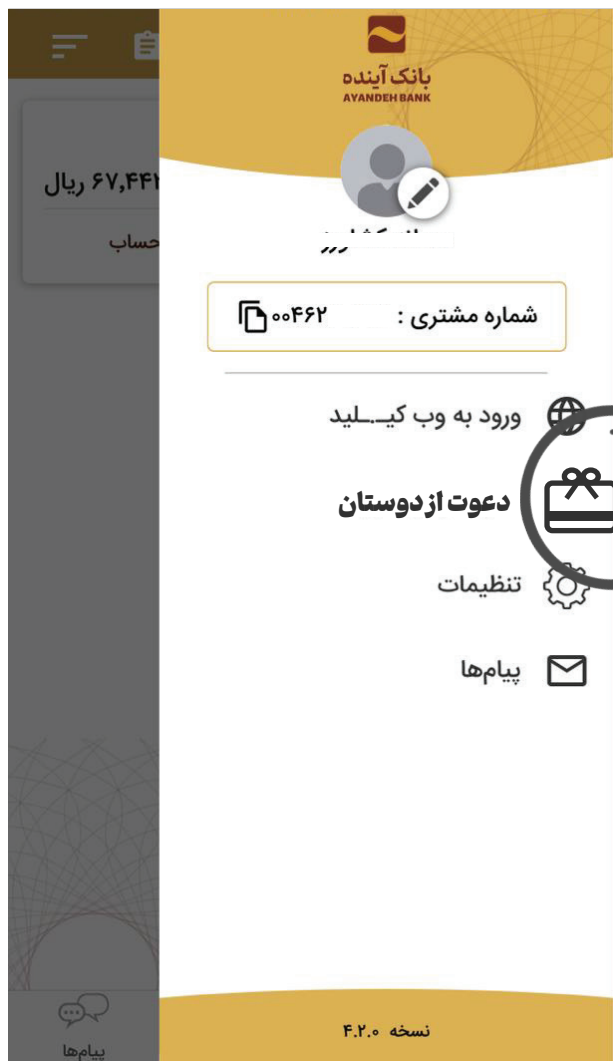 بانک آینده
AYANDEH BANK
۶۷,۴۴ ریال
حساب
شماره مشتری : ۰۰۴۶۲
ورود به وب کیــلید
دعوت از دوستان
تنظیمات
پیام‌ها
نسخه ۴.۲.۰
پیام‌ها